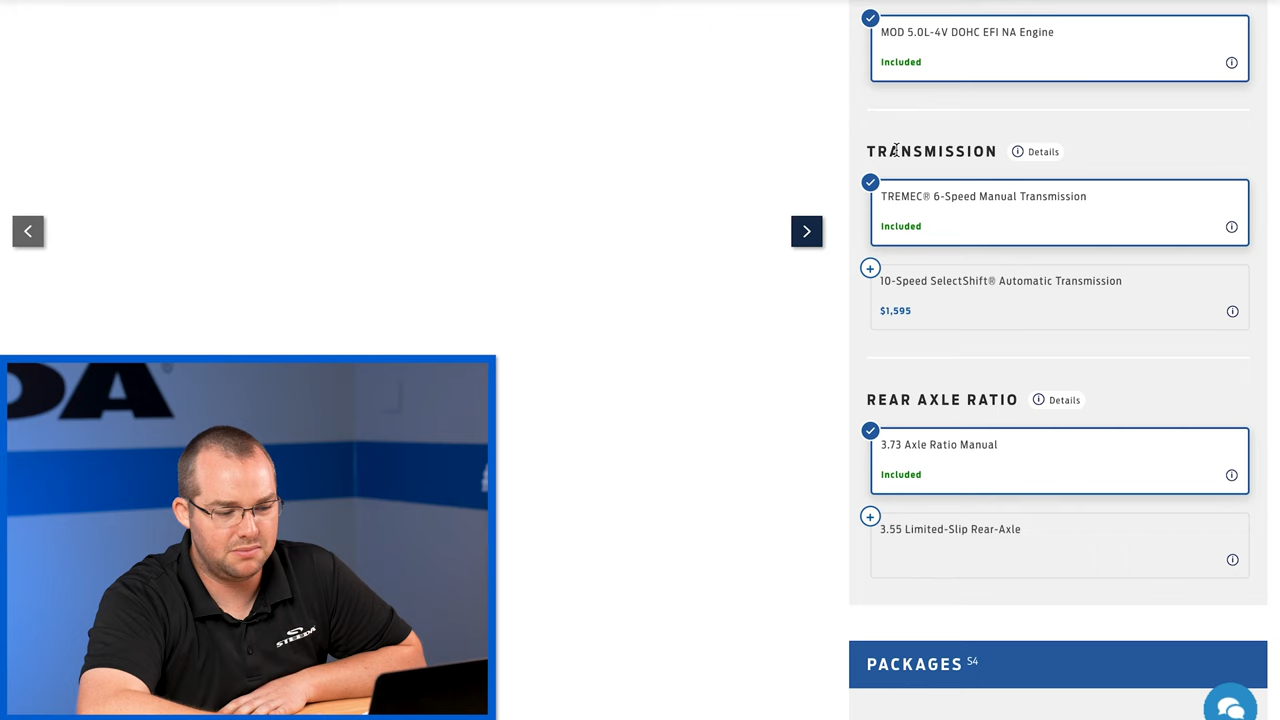 MOD 5.0L-4V DOHC EFI NA Engine
Included
TRANSMISSION Details
TREMEC® 6-Speed Manual Transmission
Included
10-Speed SelectShift® Automatic Transmission
$1,595
REAR AXLE RATIO Details
3.73 Axle Ratio Manual
Included
3.55 Limited-Slip Rear-Axle
PACKAGES S4
DA®
STEEDA